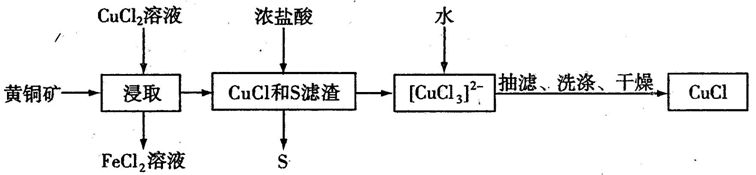 CuCl₂溶液 浓盐酸 水
黄铜矿 浸取 CuCl和S滤渣 [CuCl₃]²⁻ 抽滤、洗涤、干燥 CuCl
FeCl₂溶液 S